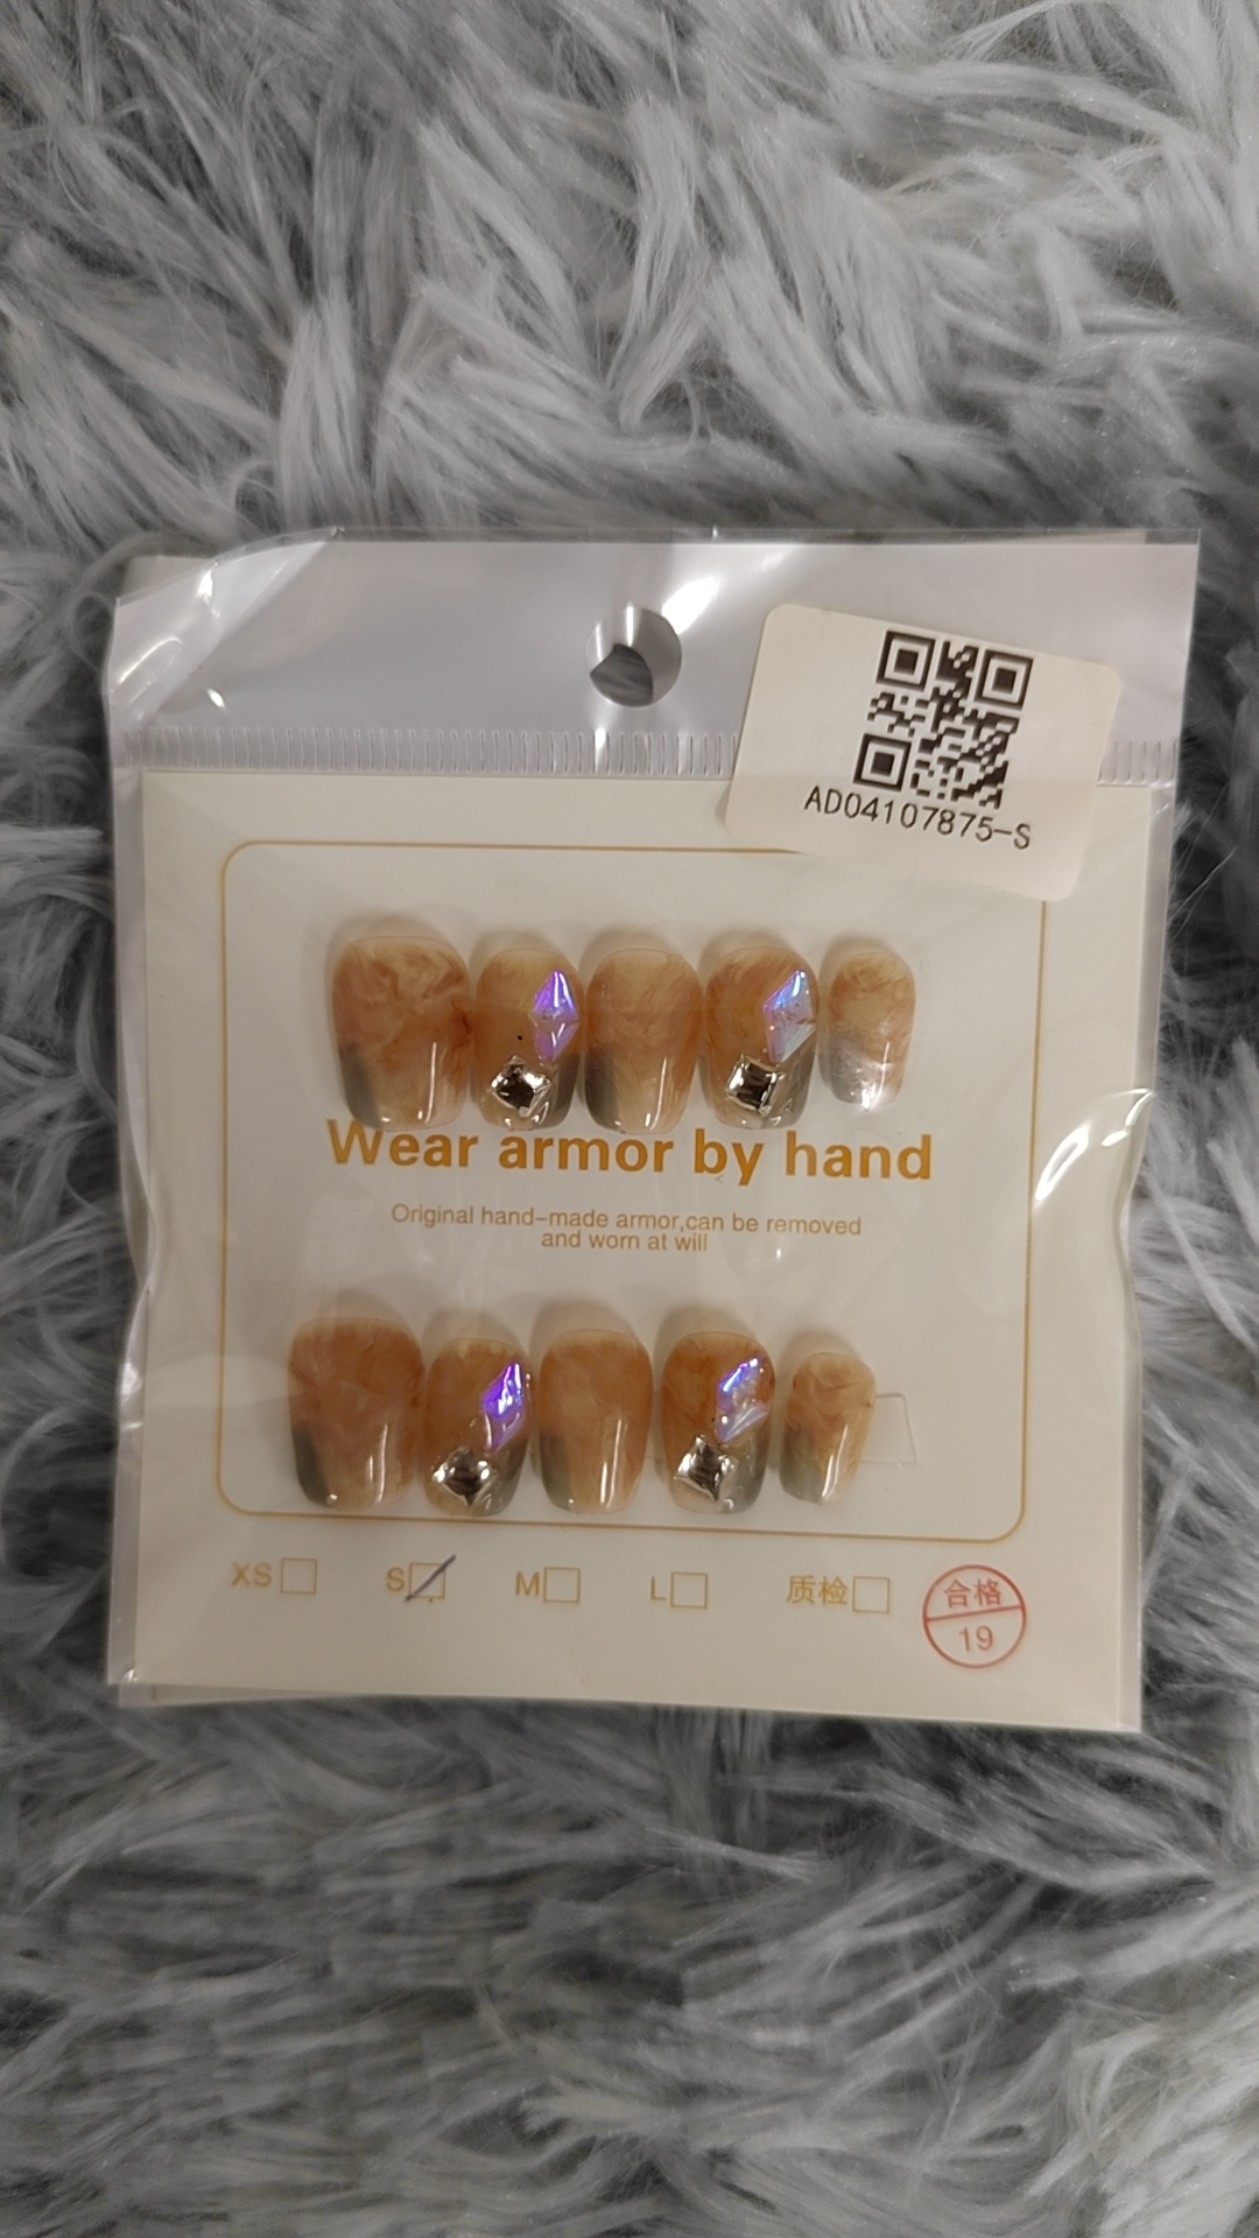 AD04107875-S
Wear armor by hand
Original hand-made armor,can be removed
and worn at will
XS S M L 质检
合格
19